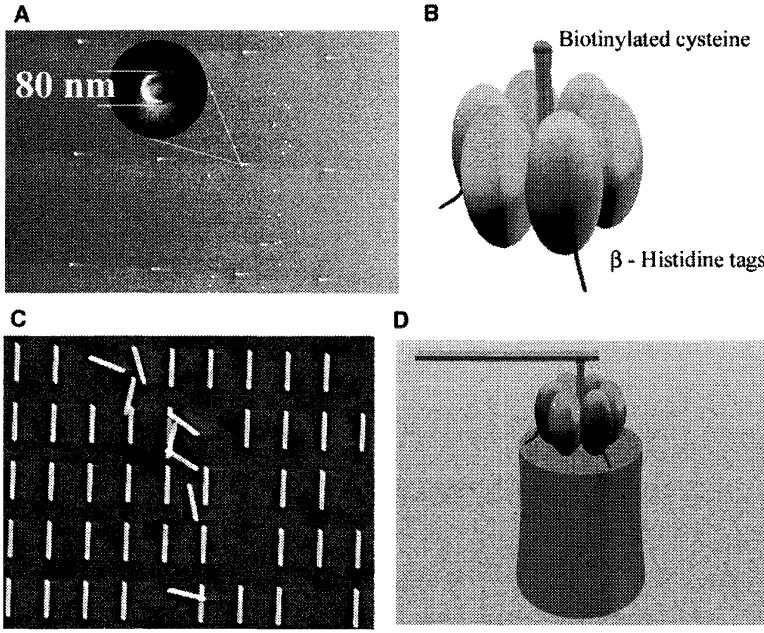 A
80 nm
B
Biotinylated cysteine
β - Histidine tags
C
D